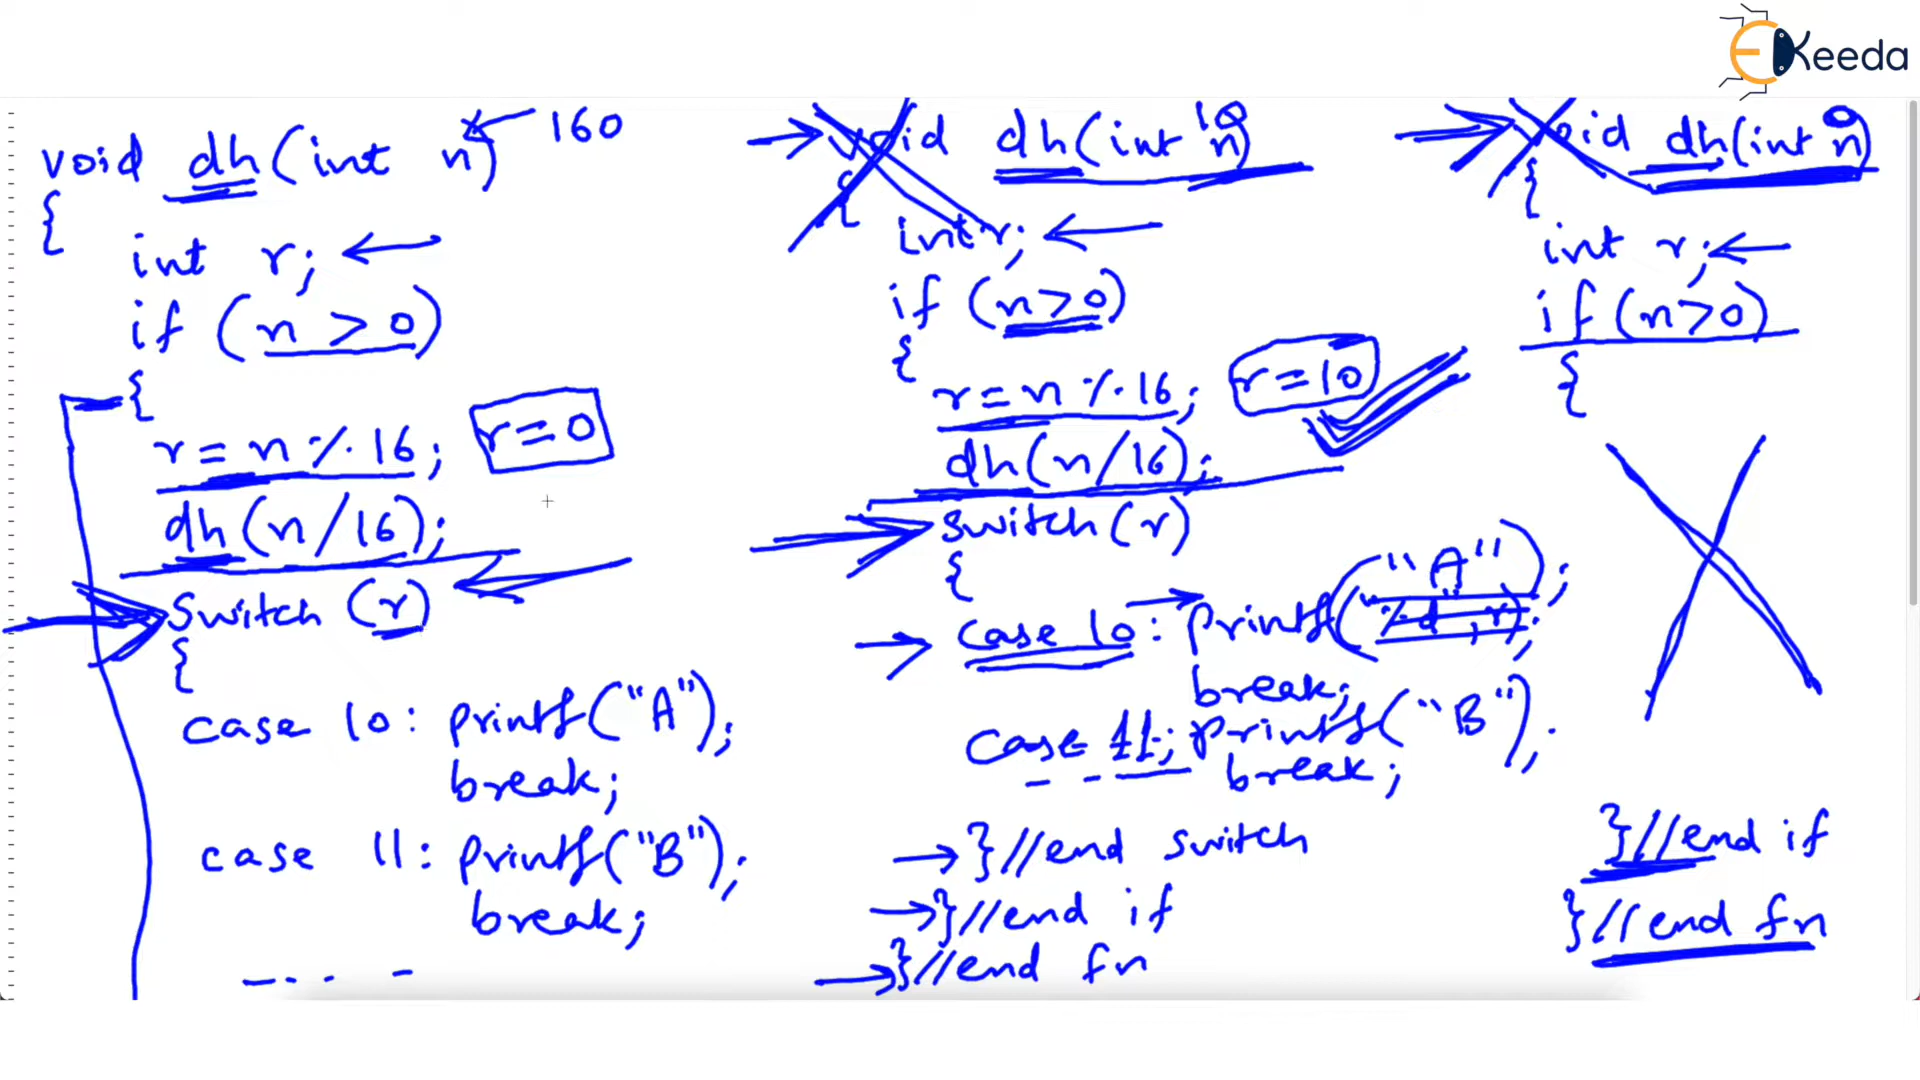 EKeeda
void dh(int n) 160
{
int r;
if (n > 0)
{
r = n % 16; r = 0
dh(n/16);
Switch (r)
{
case 10: printf("A");
break;
case 11: printf("B");
break;
- - - -
void dh(int n) 10
{
int r;
if (n>0)
{
r = n % 16; r = 10
dh(n/16);
switch(r)
{
case 10: printf("%d", r); "A");
break;
case 11: printf("B");
break;
- - -
}//end switch
}//end if
}//end fn
void dh(int n) 0
{
int r;
if (n>0)
{
}//end if
}//end fn